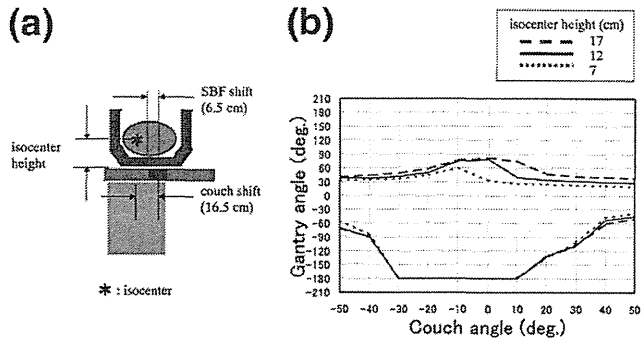 (a)
SBF shift
(6.5 cm)
isocenter
height
couch shift
(16.5 cm)
* : isocenter
(b)
isocenter height (cm)
17
12
7
Gantry angle (deg.)
210
180
150
120
90
60
30
0
-30
-60
-90
-120
-150
-180
-210
-50 -40 -30 -20 -10 0 10 20 30 40 50
Couch angle (deg.)